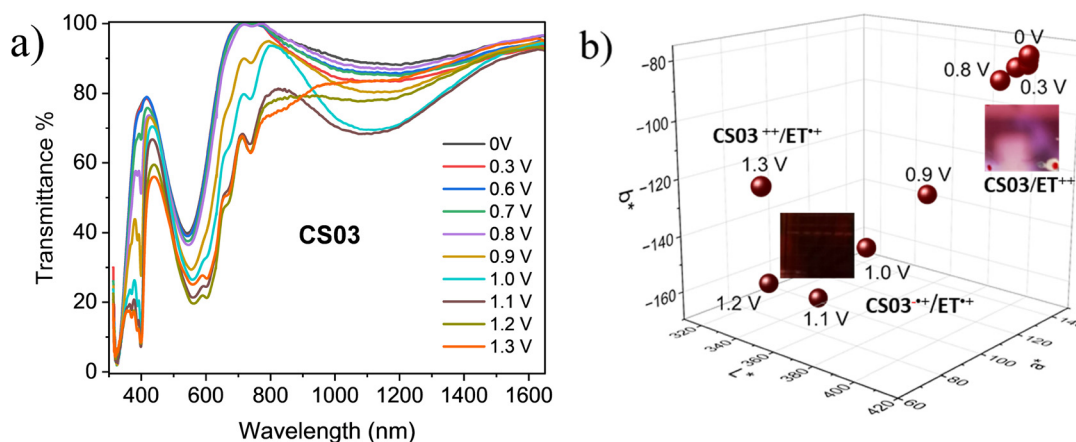 a)
100
80
60
40
20
0
Transmittance %
400 600 800 1000 1200 1400 1600
Wavelength (nm)
CS03
0V
0.3 V
0.6 V
0.7 V
0.8 V
0.9 V
1.0 V
1.1 V
1.2 V
1.3 V
b)
-80
-100
-120
-140
-160
b*
0 V
0.8 V
0.3 V
CS03/ET++
CS03 ++/ET•+
1.3 V
0.9 V
1.0 V
CS03-•+/ET•+
1.2 V
1.1 V
320 340 360 380 400 420
L*
60 80 100 120 140
a*